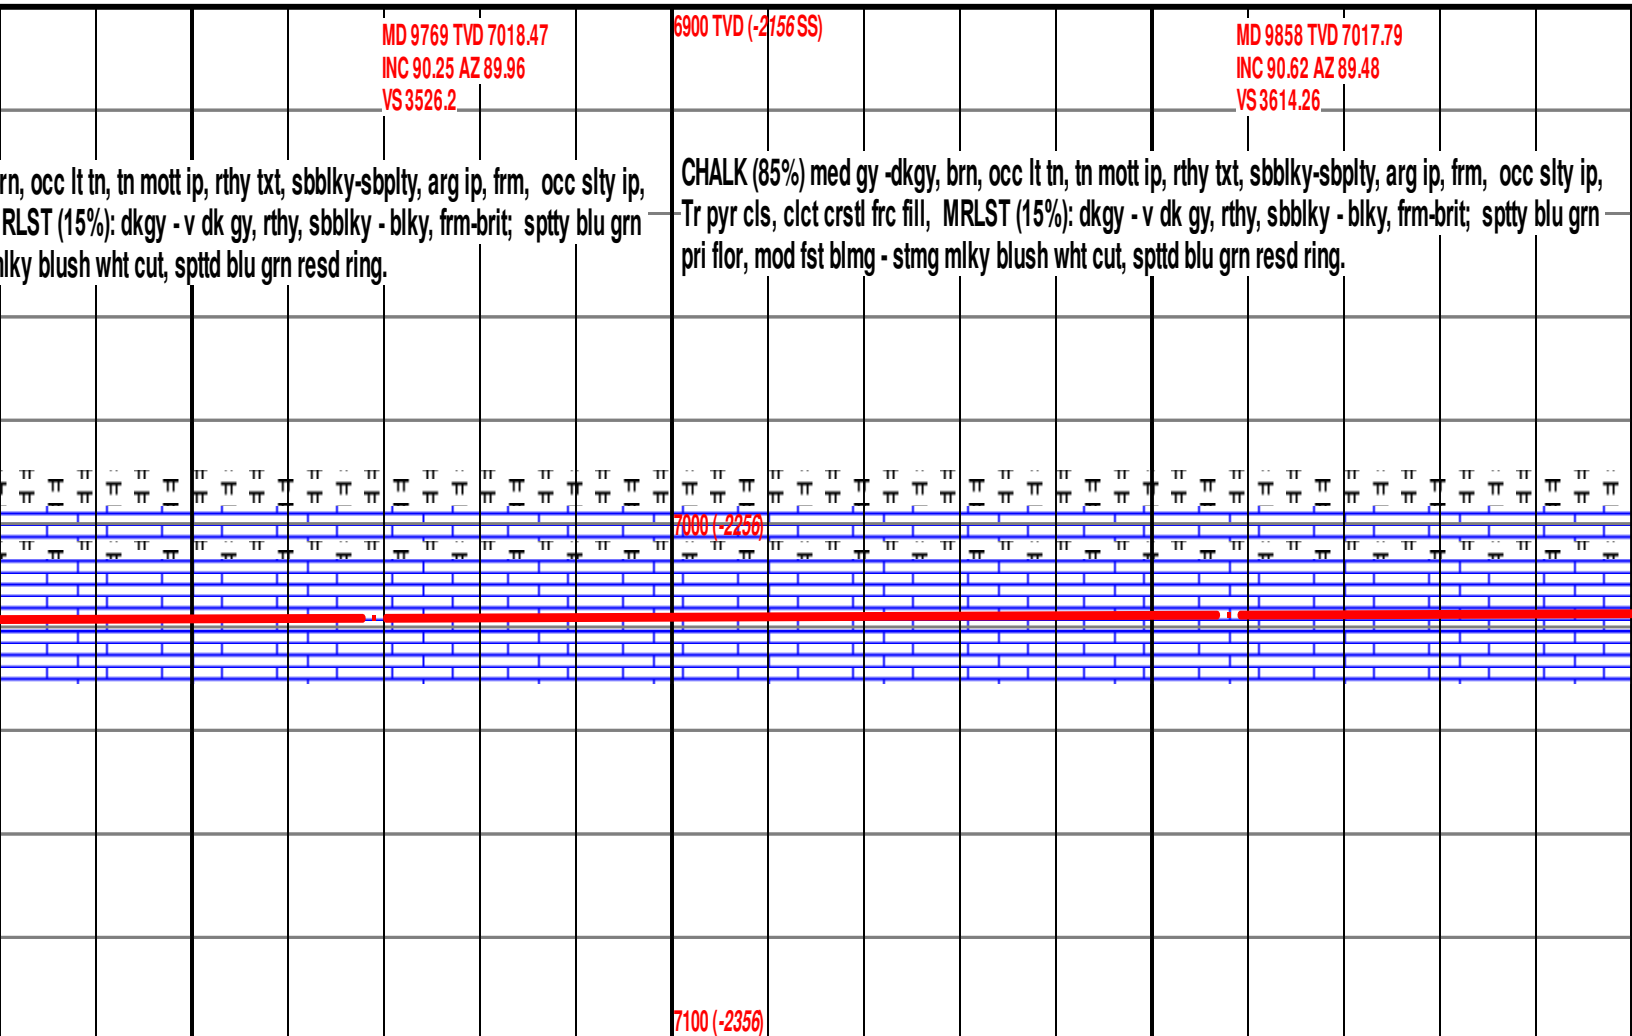 MD 9769 TVD 7018.47
INC 90.25 AZ 89.96
VS 3526.2
6900 TVD (-2156 SS)
MD 9858 TVD 7017.79
INC 90.62 AZ 89.48
VS 3614.26
rn, occ lt tn, tn mott ip, rthy txt, sbblky-sbplty, arg ip, frm, occ slty ip,
RLST (15%): dkgy - v dk gy, rthy, sbblky - blky, frm-brit; sptty blu grn
mlky blush wht cut, spttd blu grn resd ring.
CHALK (85%) med gy -dkgy, brn, occ lt tn, tn mott ip, rthy txt, sbblky-sbplty, arg ip, frm, occ slty ip,
Tr pyr cls, clct crstl frc fill, MRLST (15%): dkgy - v dk gy, rthy, sbblky - blky, frm-brit; sptty blu grn
pri flor, mod fst blmg - stmg mlky blush wht cut, spttd blu grn resd ring.
7000 (-2256)
7100 (-2356)